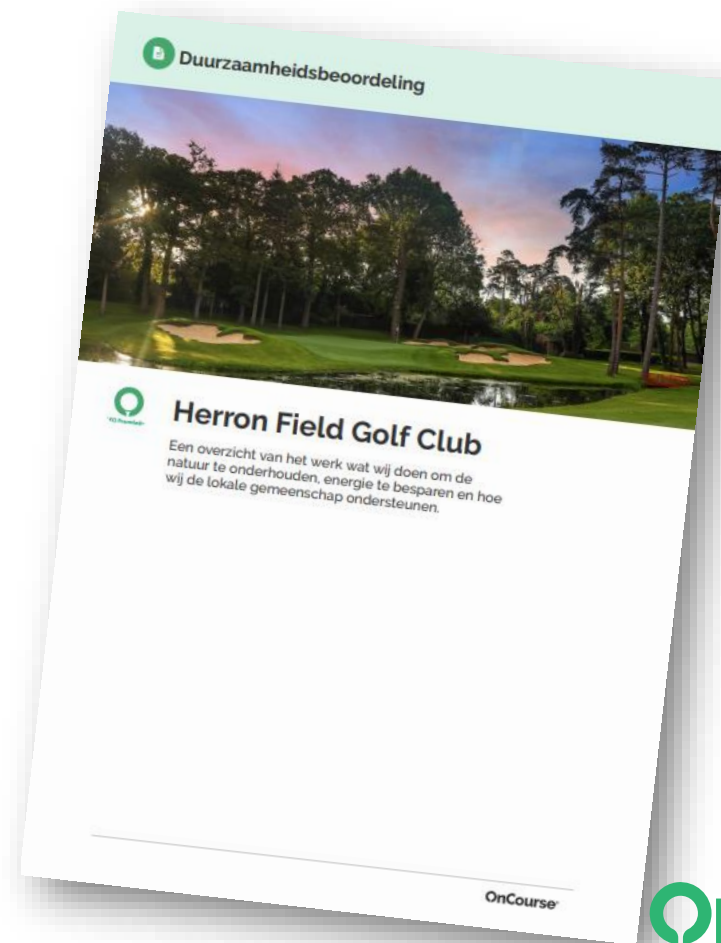 Duurzaamheidsbeoordeling
Herron Field Golf Club
Een overzicht van het werk wat wij doen om de
natuur te onderhouden, energie te besparen en hoe
wij de lokale gemeenschap ondersteunen.
OnCourse